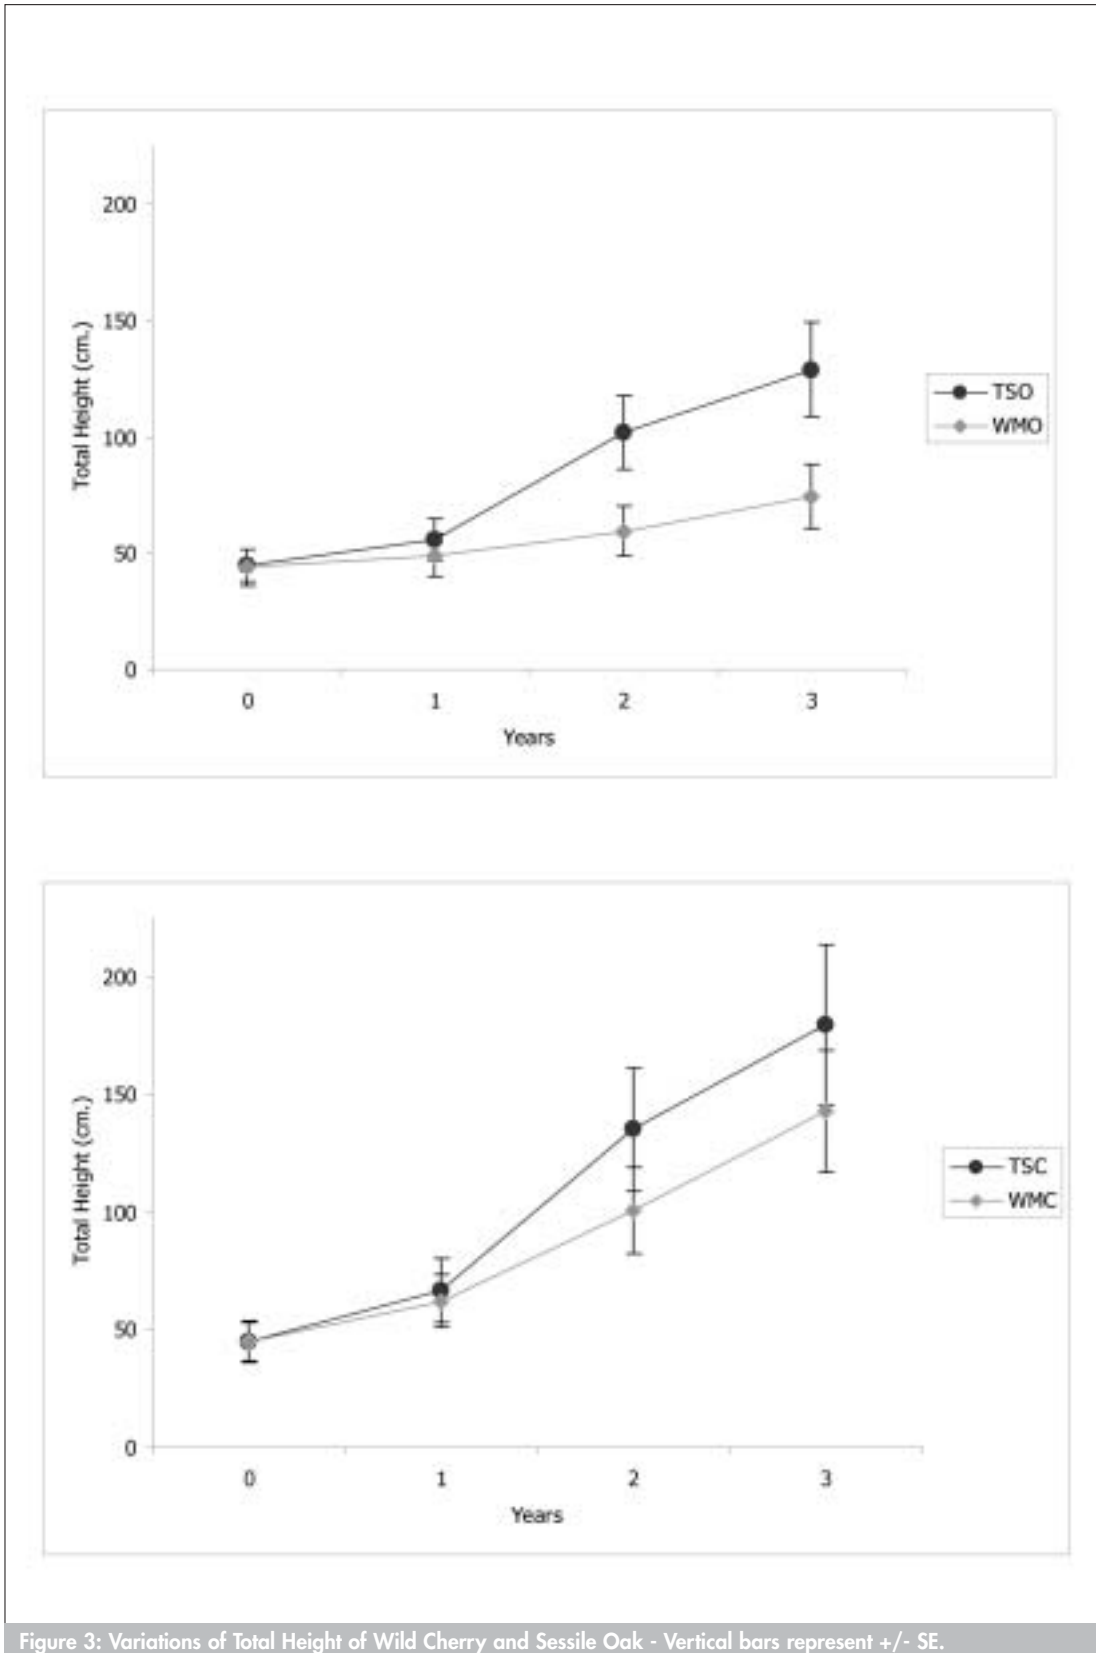 200
150
100
50
0
Total Height (cm.)
0 1 2 3
Years
TSO
WMO
200
150
100
50
0
Total Height (cm.)
0 1 2 3
Years
TSC
WMC
Figure 3: Variations of Total Height of Wild Cherry and Sessile Oak - Vertical bars represent +/- SE.